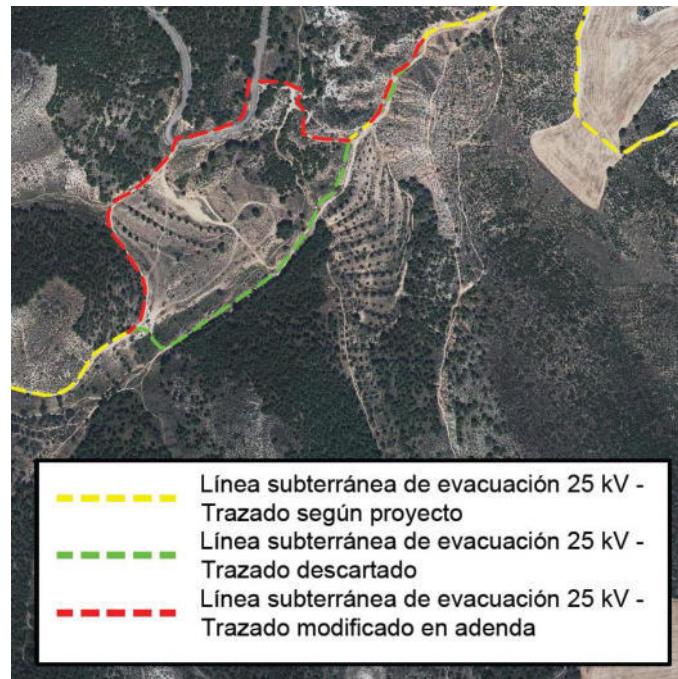 Línea subterránea de evacuación 25 kV -
Trazado según proyecto
Línea subterránea de evacuación 25 kV -
Trazado descartado
Línea subterránea de evacuación 25 kV -
Trazado modificado en adenda